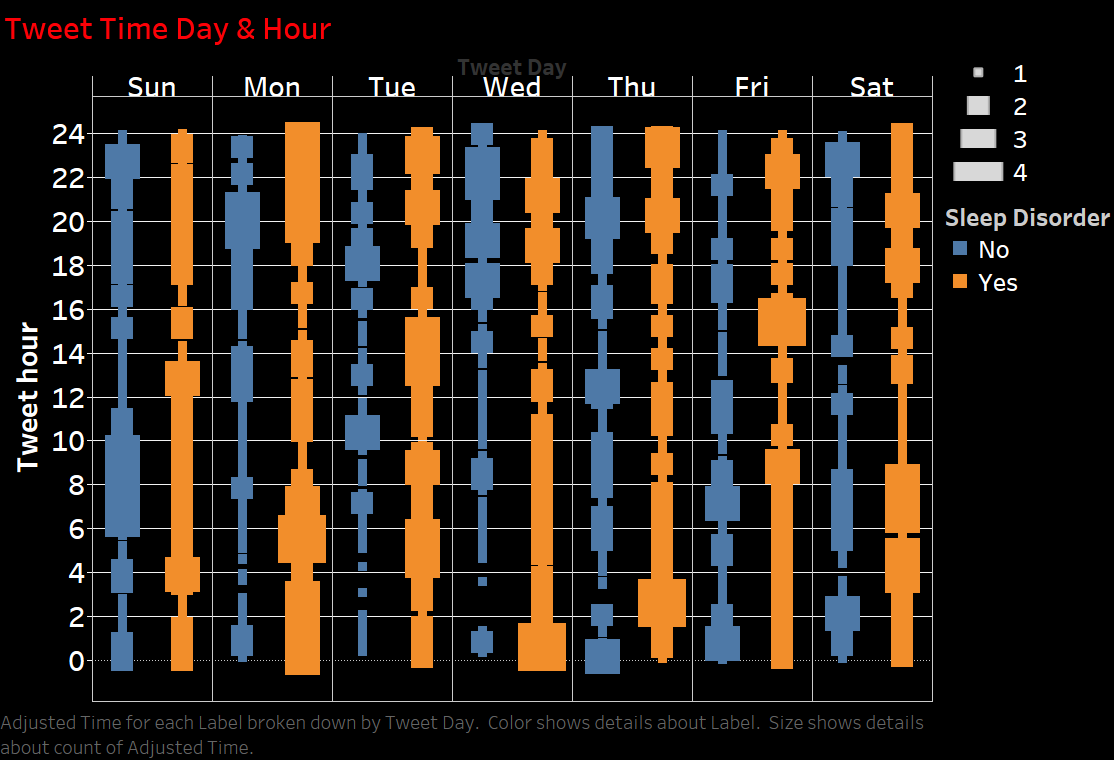 Tweet Time Day & Hour
Tweet Day
Sun Mon Tue Wed Thu Fri Sat
24
22
20
18
16
14
12
10
8
6
4
2
0
Tweet hour
1
2
3
4
Sleep Disorder
No
Yes
Adjusted Time for each Label broken down by Tweet Day. Color shows details about Label. Size shows details
about count of Adjusted Time.